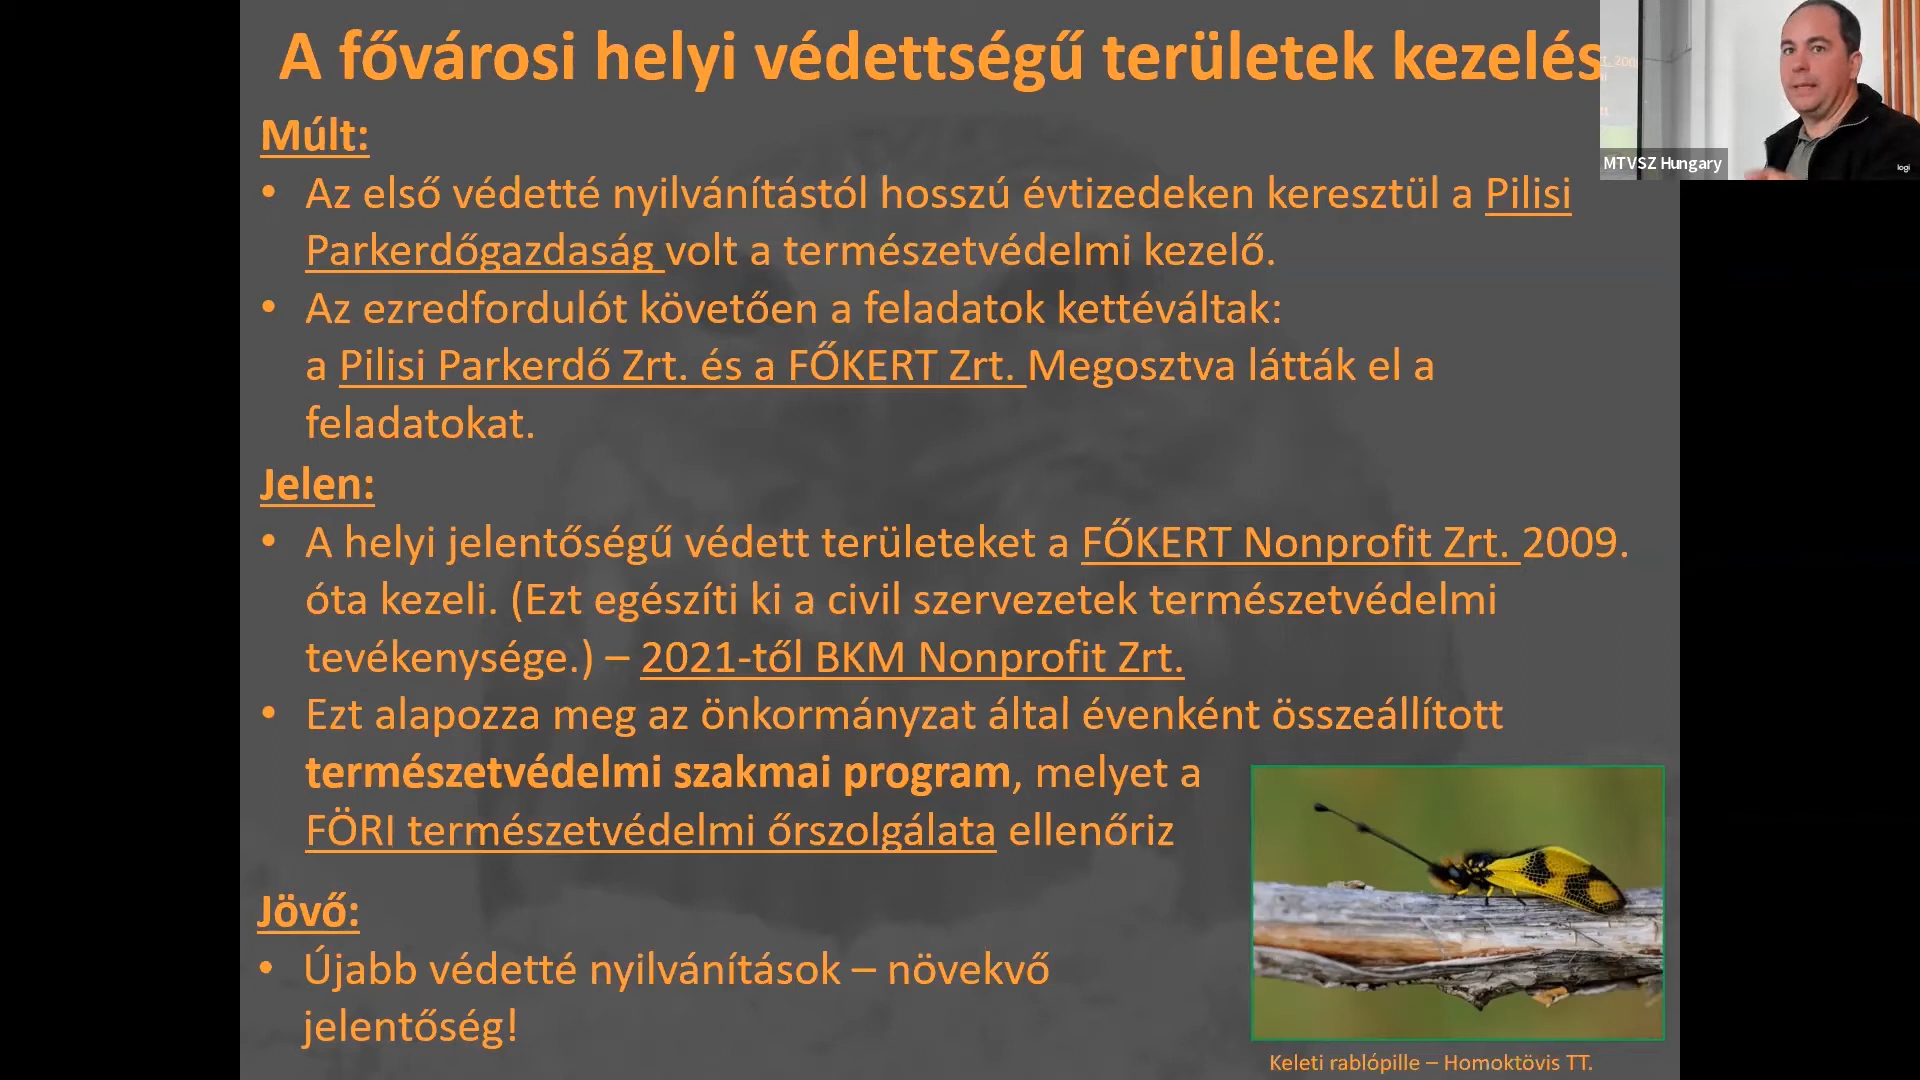 A fővárosi helyi védettségű területek kezelés
Múlt:
• Az első védetté nyilvánítástól hosszú évtizedeken keresztül a Pilisi
Parkerdőgazdaság volt a természetvédelmi kezelő.
• Az ezredfordulót követően a feladatok kettéváltak:
a Pilisi Parkerdő Zrt. és a FŐKERT Zrt. Megosztva látták el a
feladatokat.
Jelen:
• A helyi jelentőségű védett területeket a FŐKERT Nonprofit Zrt. 2009.
óta kezeli. (Ezt egészíti ki a civil szervezetek természetvédelmi
tevékenysége.) – 2021-től BKM Nonprofit Zrt.
• Ezt alapozza meg az önkormányzat által évenként összeállított
természetvédelmi szakmai program, melyet a
FÖRI természetvédelmi őrszolgálata ellenőriz
Jövő:
• Újabb védetté nyilvánítások – növekvő
jelentőség!
Keleti rablópille – Homoktövis TT.
MTVSZ Hungary
logi